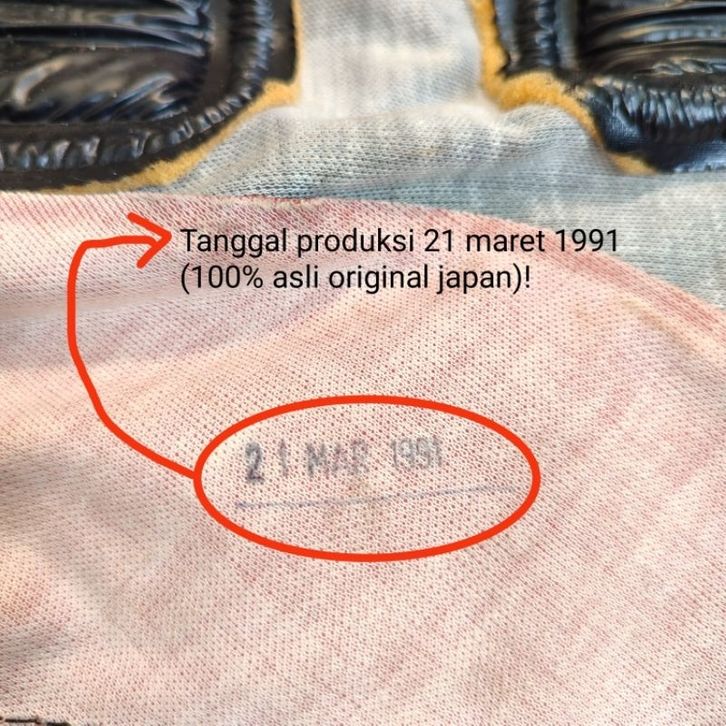 Tanggal produksi 21 maret 1991
(100% asli original japan)!
21 MAR 1991